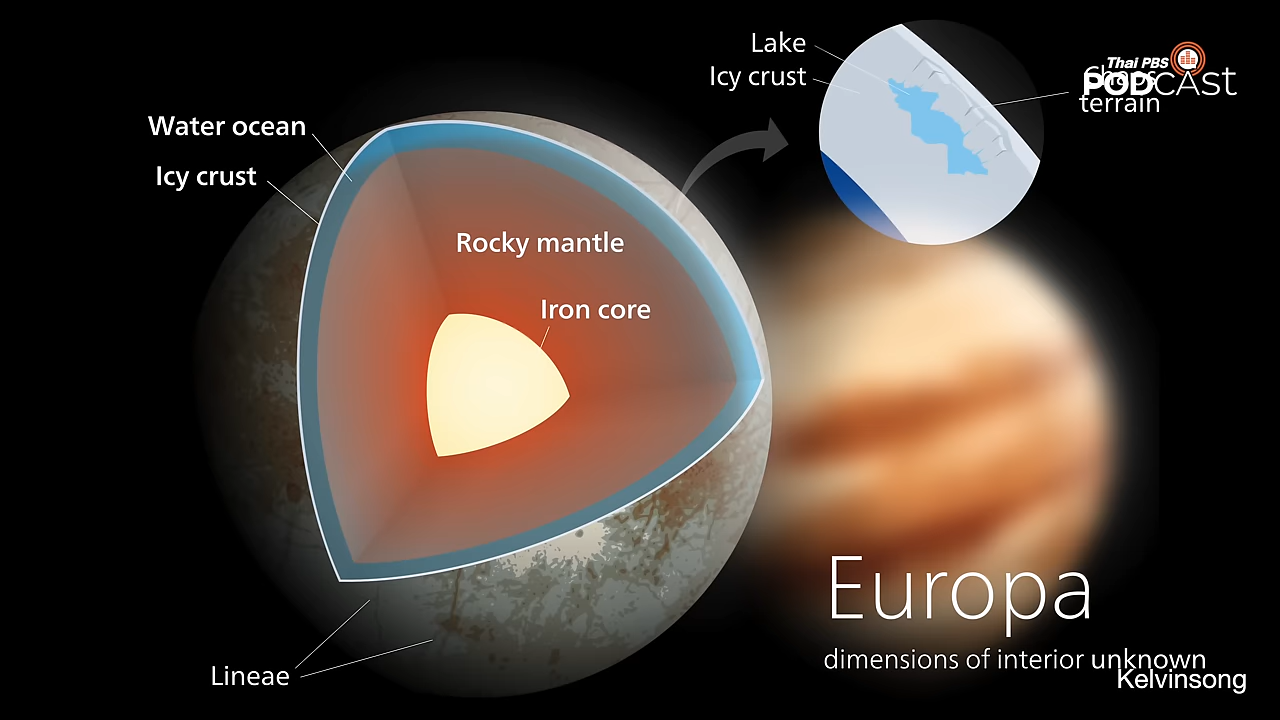 Lake
Icy crust
Thai PBS
PODCAST
Chaos
terrain
Water ocean
Icy crust
Rocky mantle
Iron core
Europa
dimensions of interior unknown
Kelvinsong
Lineae